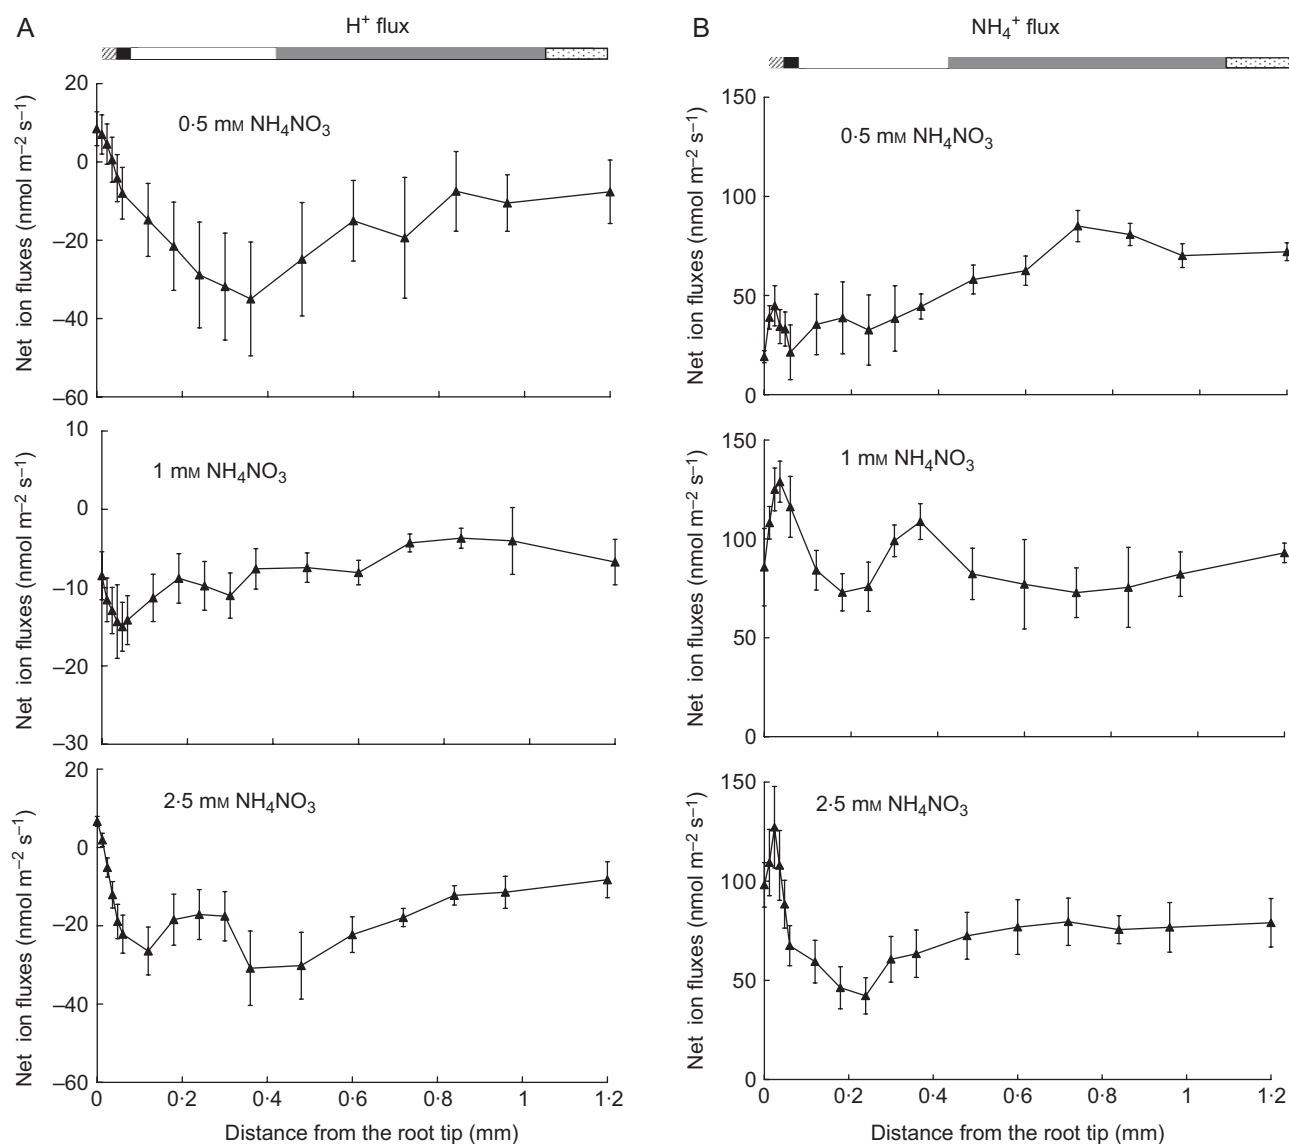 A
H⁺ flux
20
0
–20
–40
–60
Net ion fluxes (nmol m⁻² s⁻¹)
0·5 mM NH₄NO₃
10
0
–10
–20
–30
Net ion fluxes (nmol m⁻² s⁻¹)
1 mM NH₄NO₃
20
0
–20
–40
–60
Net ion fluxes (nmol m⁻² s⁻¹)
2·5 mM NH₄NO₃
0 0·2 0·4 0·6 0·8 1 1·2
Distance from the root tip (mm)
B
NH₄⁺ flux
150
100
50
0
Net ion fluxes (nmol m⁻² s⁻¹)
0·5 mM NH₄NO₃
150
100
50
0
Net ion fluxes (nmol m⁻² s⁻¹)
1 mM NH₄NO₃
150
100
50
0
Net ion fluxes (nmol m⁻² s⁻¹)
2·5 mM NH₄NO₃
0 0·2 0·4 0·6 0·8 1 1·2
Distance from the root tip (mm)